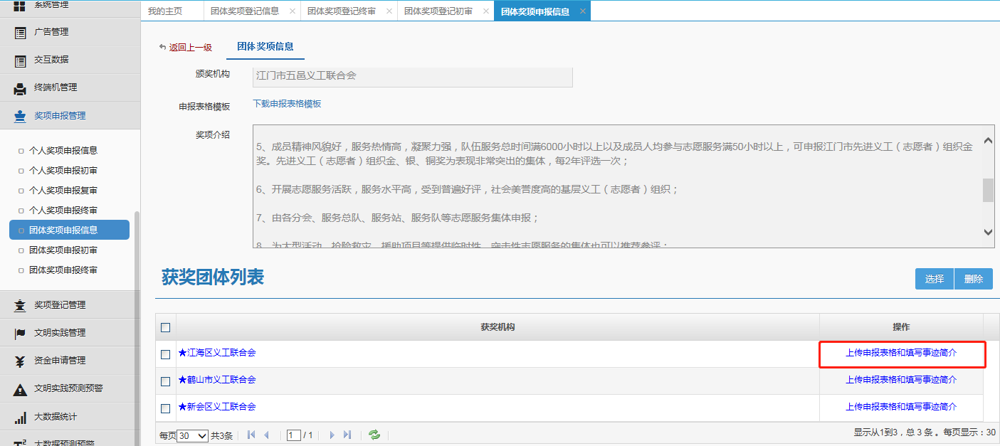 系统管理
广告管理
交互数据
终端机管理
奖项申报管理
个人奖项申报信息
个人奖项申报初审
个人奖项申报复审
个人奖项申报终审
团体奖项申报信息
团体奖项申报初审
团体奖项申报终审
奖项登记管理
文明实践管理
资金申请管理
文明实践预测预警
大数据统计
大数据预测预警
我的主页 团体奖项登记信息 × 团体奖项登记终审 × 团体奖项登记初审 × 团体奖项申报信息 ×
返回上一级 团体奖项信息
颁奖机构 江门市五邑义工联合会
申报表格模板 下载申报表格模板
奖项介绍
5、成员精神风貌好，服务热情高，凝聚力强，队伍服务总时间满6000小时以上以及成员人均参与志愿服务满50小时以上，可申报江门市先进义工（志愿者）组织金
奖。先进义工（志愿者）组织金、银、铜奖为表现非常突出的集体，每2年评选一次；
6、开展志愿服务活跃，服务水平高，受到普遍好评，社会美誉度高的基层义工（志愿者）组织；
7、由各分会、服务总队、服务站、服务队等志愿服务集体申报；
8、为大型活动、抢险救灾、援助项目等提供临时性、突击性志愿服务的集体也可以推荐参评；
获奖团体列表 选择 删除
获奖机构 操作
★江海区义工联合会 上传申报表格和填写事迹简介
★鹤山市义工联合会 上传申报表格和填写事迹简介
★新会区义工联合会 上传申报表格和填写事迹简介
每页 30 共3条 1 / 1 显示从1到3，总 3 条 。每页显示：30